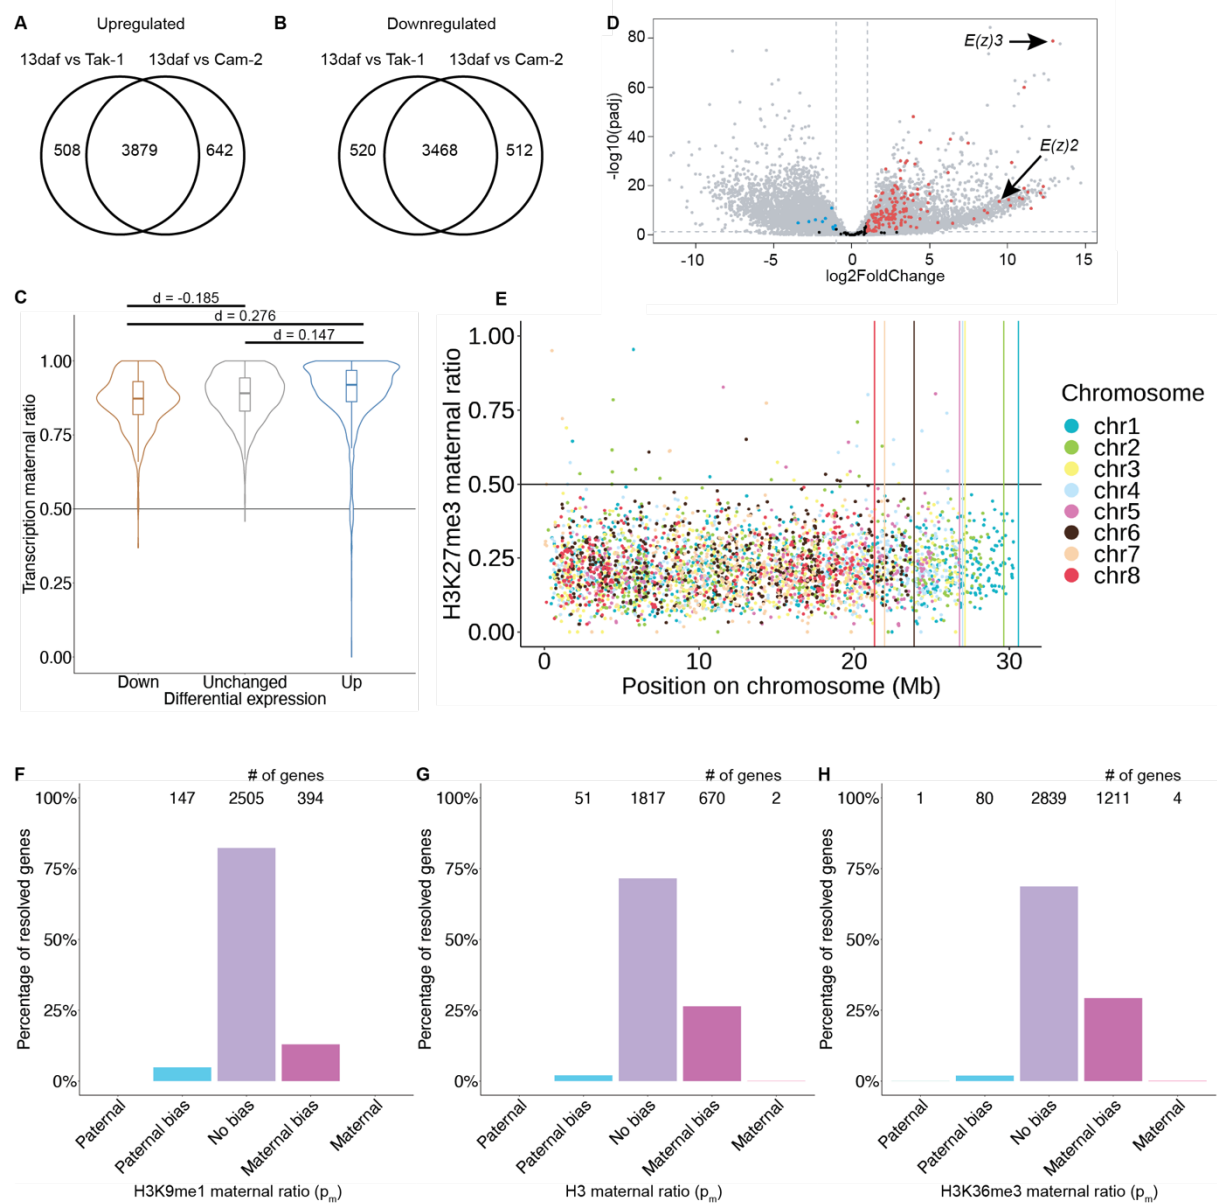 A
Upregulated
13daf vs Tak-1 13daf vs Cam-2
508 3879 642
B
Downregulated
13daf vs Tak-1 13daf vs Cam-2
520 3468 512
D
E(z)3
E(z)2
80
60
40
20
0
-log10(padj)
-10 -5 0 5 10 15
log2FoldChange
C
d = -0.185
d = 0.276
d = 0.147
1.00
0.75
0.50
0.25
0.00
Transcription maternal ratio
Down Unchanged Up
Differential expression
E
1.00
0.75
0.50
0.25
0.00
H3K27me3 maternal ratio
0 10 20 30
Position on chromosome (Mb)
Chromosome
chr1
chr2
chr3
chr4
chr5
chr6
chr7
chr8
F
# of genes
147 2505 394
100%
75%
50%
25%
0%
Percentage of resolved genes
Paternal
Paternal bias
No bias
Maternal bias
Maternal
H3K9me1 maternal ratio (pm)
G
# of genes
51 1817 670 2
100%
75%
50%
25%
0%
Percentage of resolved genes
Paternal
Paternal bias
No bias
Maternal bias
Maternal
H3 maternal ratio (pm)
H
# of genes
1 80 2839 1211 4
100%
75%
50%
25%
0%
Percentage of resolved genes
Paternal
Paternal bias
No bias
Maternal bias
Maternal
H3K36me3 maternal ratio (pm)